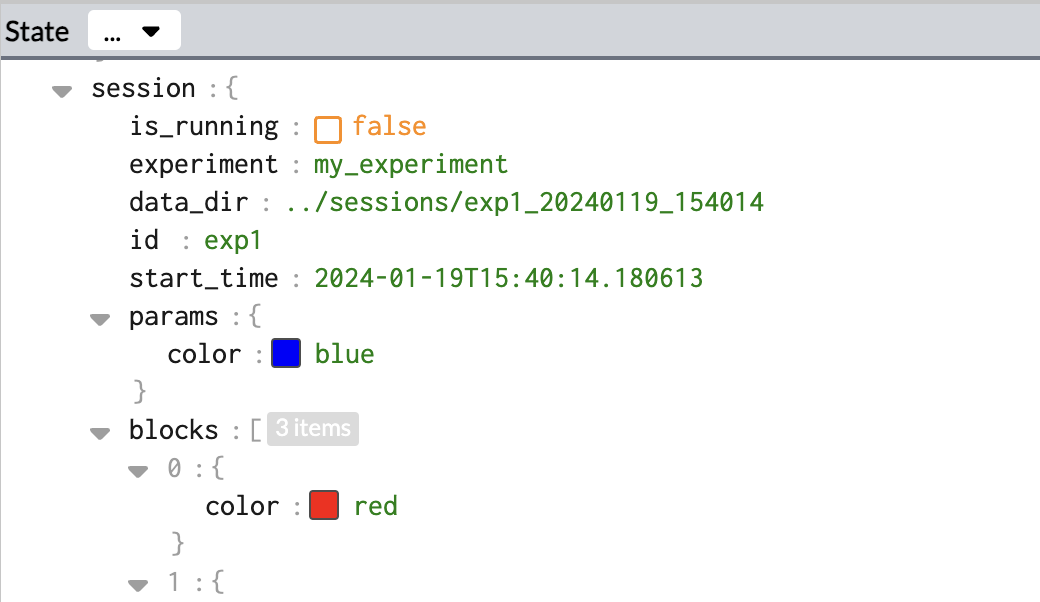 State ...
session :{
is_running : false
experiment : my_experiment
data_dir : ../sessions/exp1_20240119_154014
id : exp1
start_time : 2024-01-19T15:40:14.180613
params :{
color : blue
}
blocks :[ 3 items
0 :{
color : red
}
1 :{